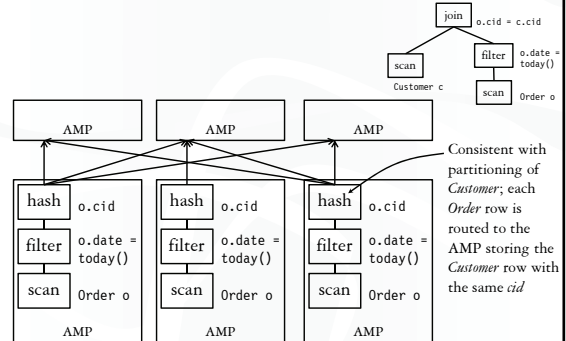 join
o.cid = c.cid
scan
filter
o.date =
today()
Customer c
scan
Order o
AMP
AMP
AMP
Consistent with
partitioning of
Customer; each
Order row is
routed to the
AMP storing the
Customer row with
the same cid
hash
o.cid
filter
o.date =
today()
scan
Order o
AMP
hash
o.cid
filter
o.date =
today()
scan
Order o
AMP
hash
o.cid
filter
o.date =
today()
scan
Order o
AMP